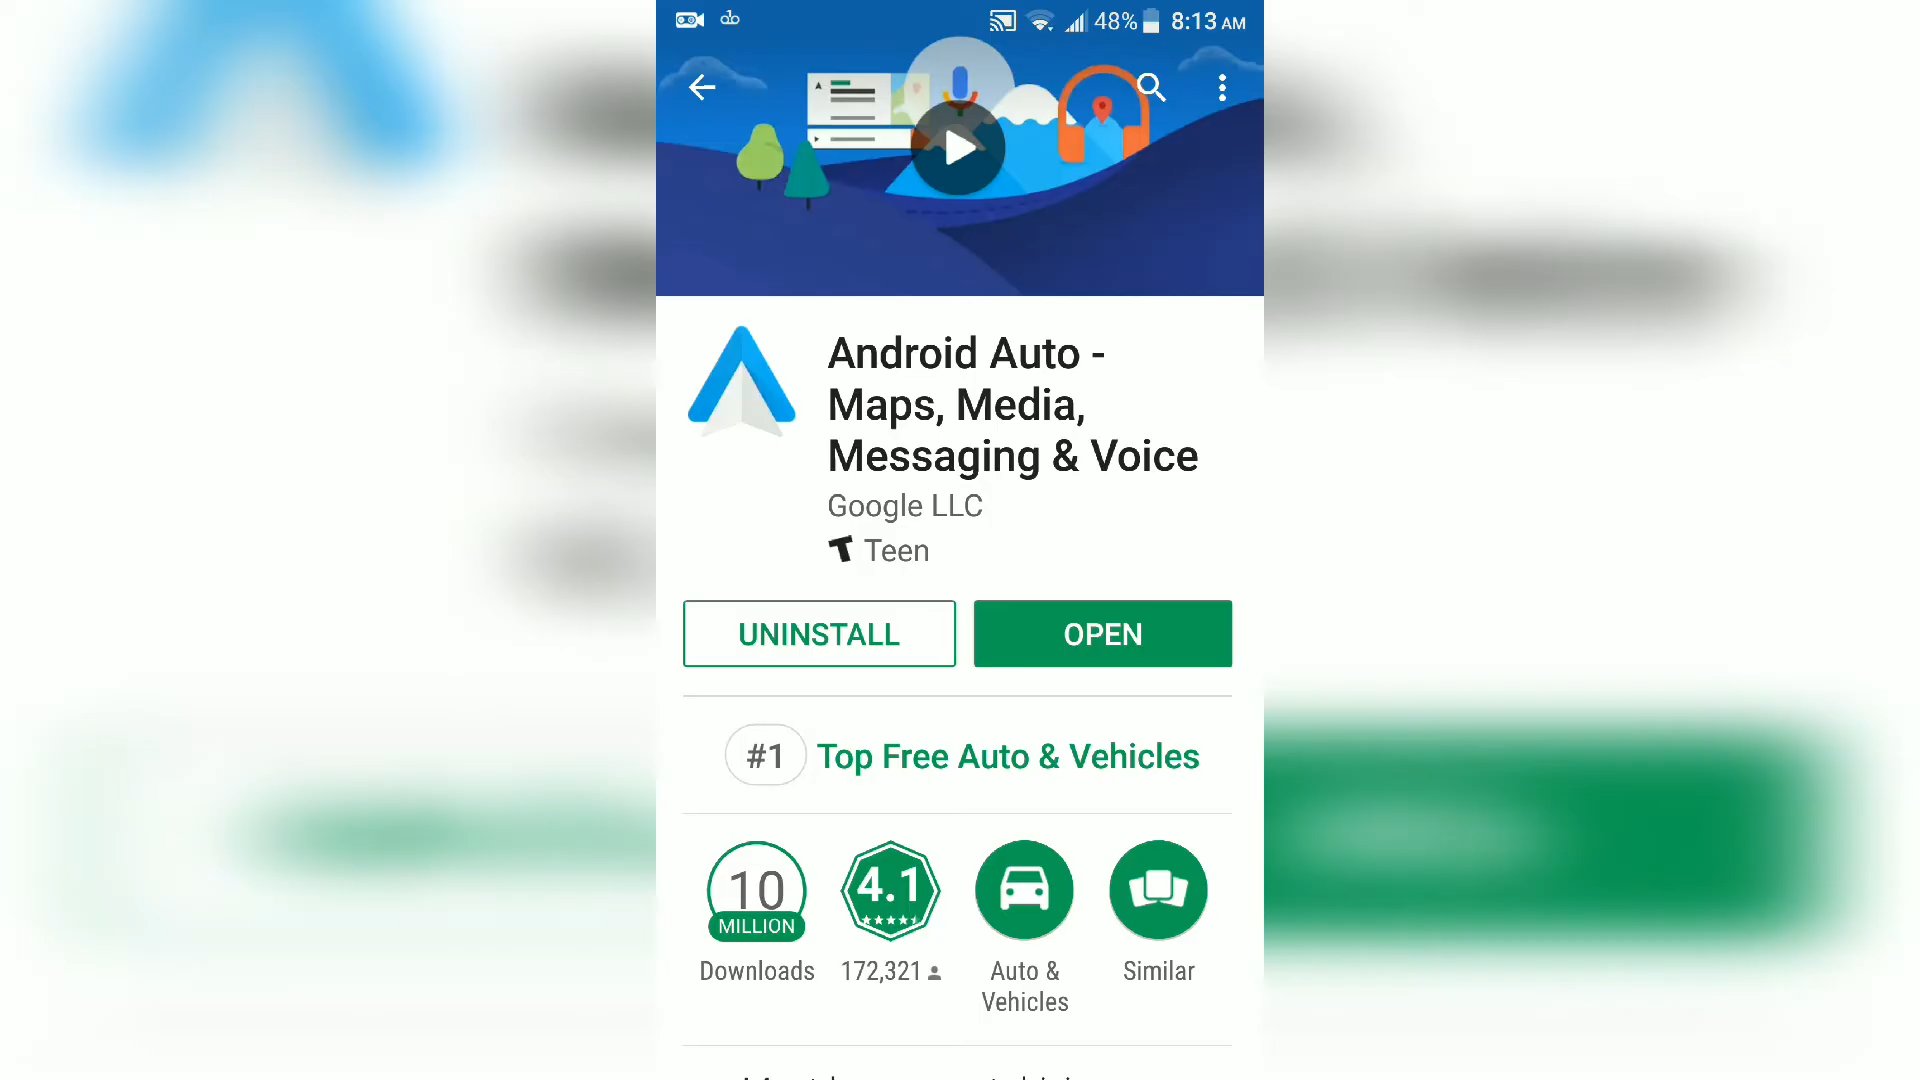 48% 8:13 AM
Android Auto -
Maps, Media,
Messaging & Voice
Google LLC
Teen
UNINSTALL OPEN
#1 Top Free Auto & Vehicles
10 4.1
MILLION
Downloads 172,321 Auto & Similar
Vehicles